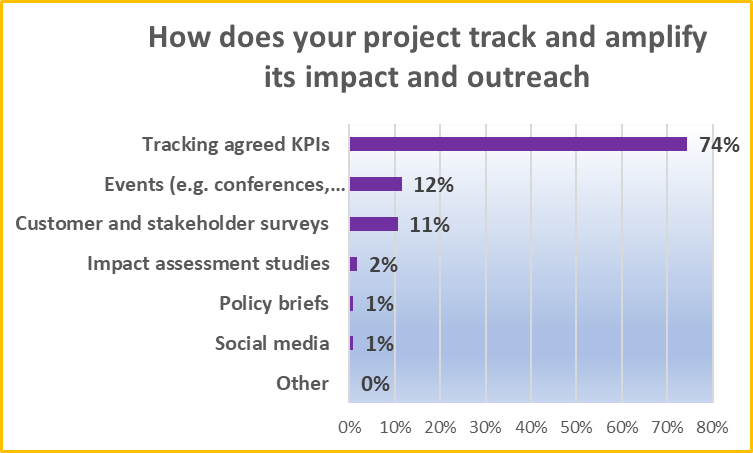 How does your project track and amplify
its impact and outreach
Tracking agreed KPIs
74%
Events (e.g. conferences,...
12%
Customer and stakeholder surveys
11%
Impact assessment studies
2%
Policy briefs
1%
Social media
1%
Other
0%
0% 10% 20% 30% 40% 50% 60% 70% 80%